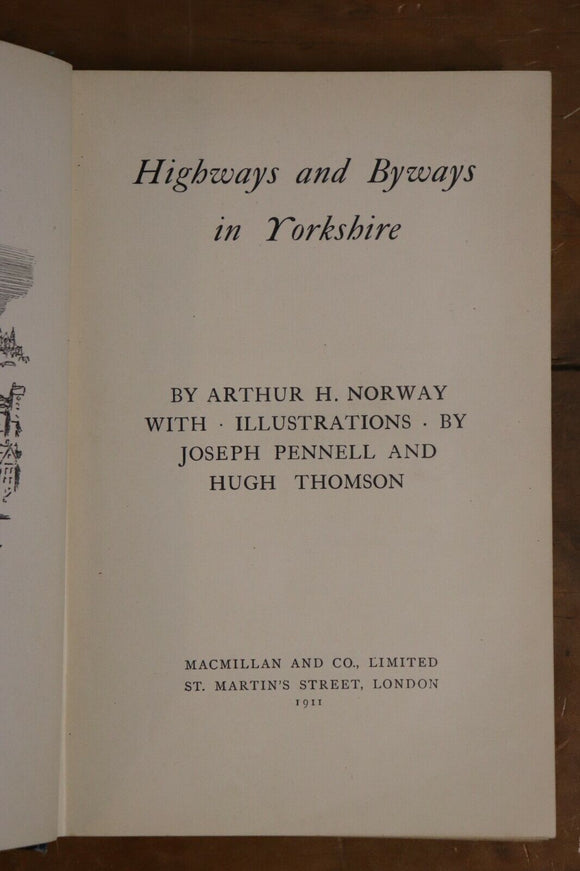 Highways and Byways
in Yorkshire
BY ARTHUR H. NORWAY
WITH · ILLUSTRATIONS · BY
JOSEPH PENNELL AND
HUGH THOMSON
MACMILLAN AND CO., LIMITED
ST. MARTIN'S STREET, LONDON
1911